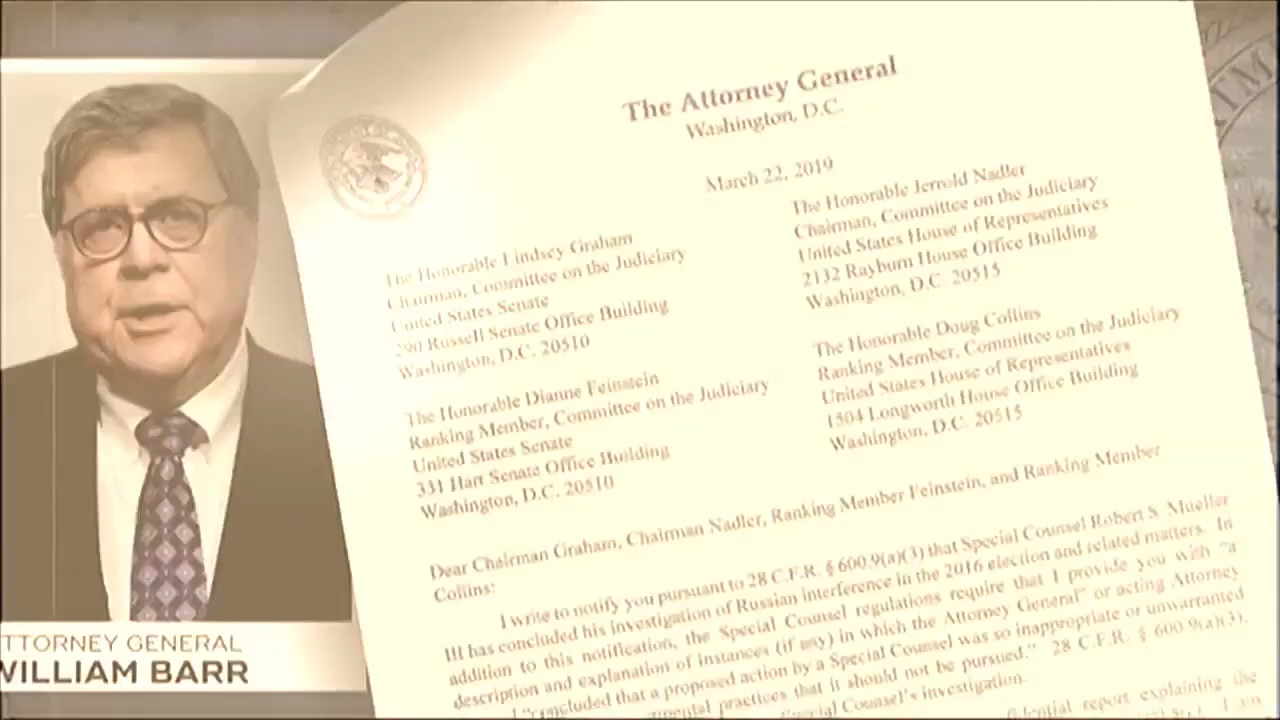 The Attorney General
Washington, D.C.
March 22, 2019
The Honorable Lindsey Graham
Chairman, Committee on the Judiciary
United States Senate
290 Russell Senate Office Building
Washington, D.C. 20510
The Honorable Jerrold Nadler
Chairman, Committee on the Judiciary
United States House of Representatives
2132 Rayburn House Office Building
Washington, D.C. 20515
The Honorable Dianne Feinstein
Ranking Member, Committee on the Judiciary
United States Senate
331 Hart Senate Office Building
Washington, D.C. 20510
The Honorable Doug Collins
Ranking Member, Committee on the Judiciary
United States House of Representatives
1504 Longworth House Office Building
Washington, D.C. 20515
Dear Chairman Graham, Chairman Nadler, Ranking Member Feinstein, and Ranking Member
Collins:
I write to notify you pursuant to 28 C.F.R. § 600.9(a)(3) that Special Counsel Robert S. Mueller
III has concluded his investigation of Russian interference in the 2016 election and related matters. In
addition to this notification, the Special Counsel regulations require that I provide you with "a
description and explanation of instances (if any) in which the Attorney General" or acting Attorney
"concluded that a proposed action by a Special Counsel was so inappropriate or unwarranted
practices that it should not be pursued." 28 C.F.R. § 600.9(a)(3).
Special Counsel's investigation.
report explaining the
I am
TTORNEY GENERAL
WILLIAM BARR